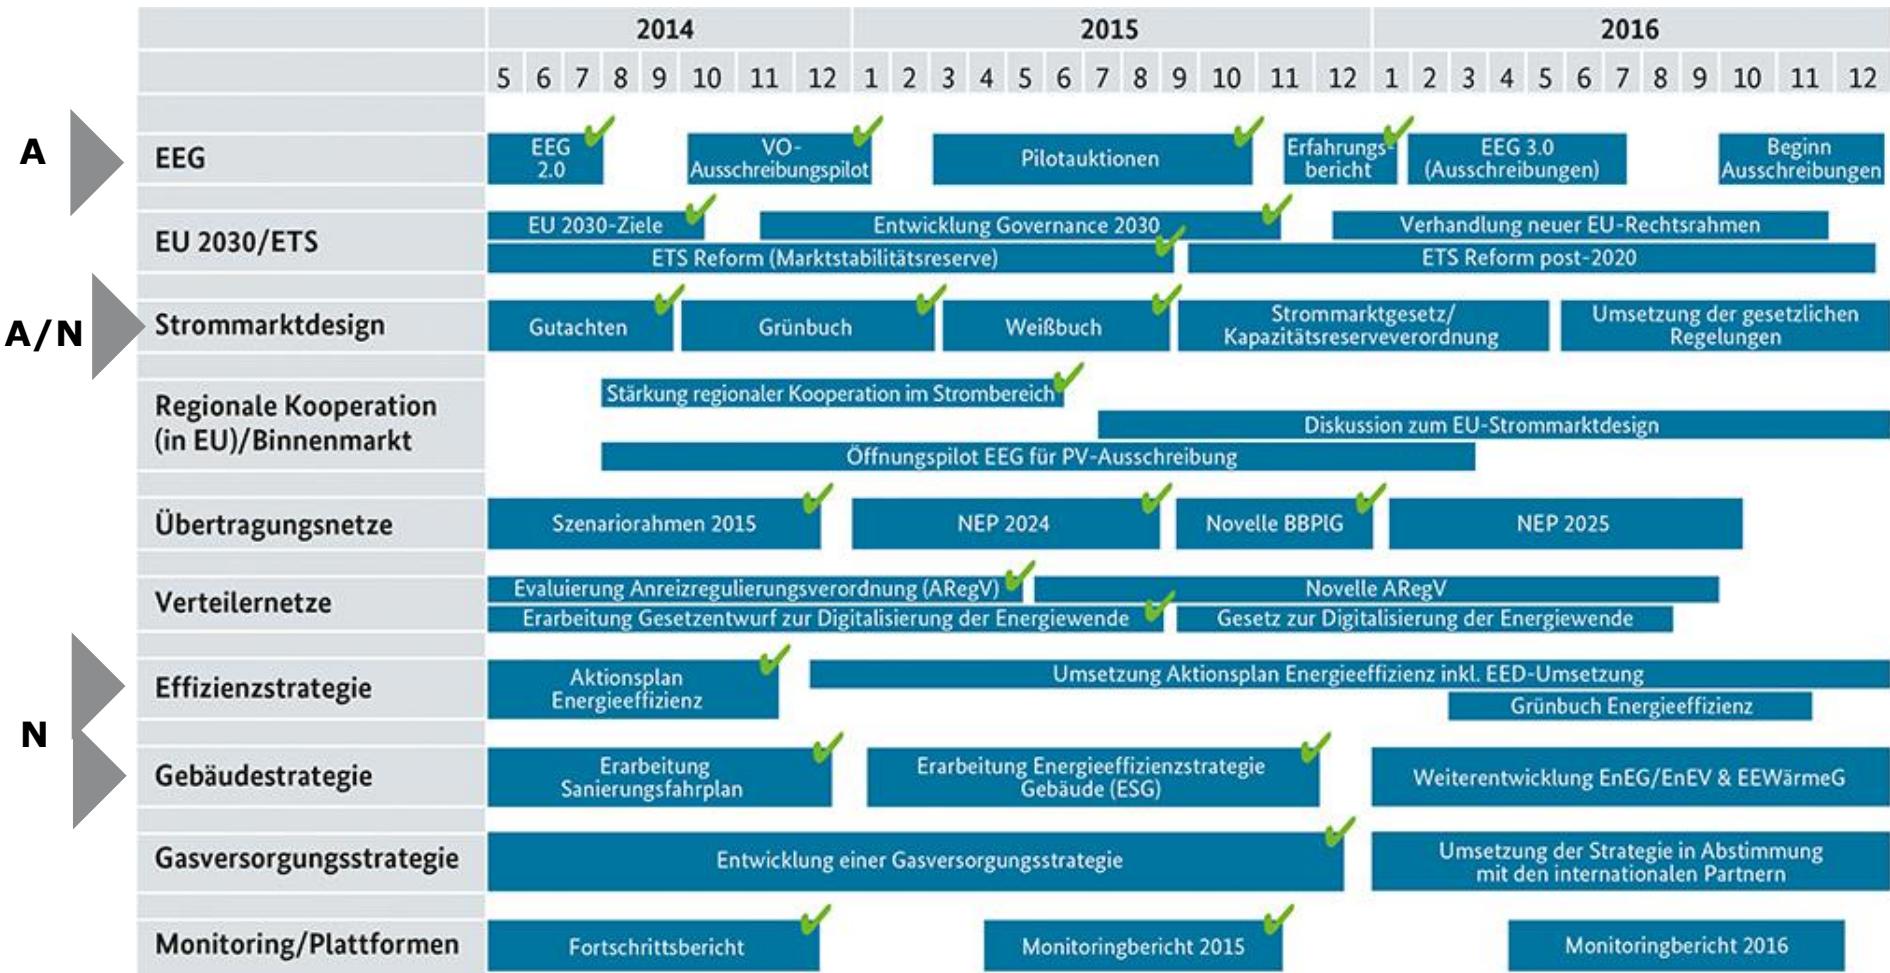 2014 2015 2016
5 6 7 8 9 10 11 12 1 2 3 4 5 6 7 8 9 10 11 12 1 2 3 4 5 6 7 8 9 10 11 12
A
EEG
EEG
2.0
VO-
Ausschreibungspilot
Pilotauktionen
Erfahrungs-
bericht
EEG 3.0
(Ausschreibungen)
Beginn
Ausschreibungen
EU 2030/ETS
EU 2030-Ziele
Entwicklung Governance 2030
Verhandlung neuer EU-Rechtsrahmen
ETS Reform (Marktstabilitätsreserve)
ETS Reform post-2020
A/N
Strommarktdesign
Gutachten
Grünbuch
Weißbuch
Strommarktgesetz/
Kapazitätsreserveverordnung
Umsetzung der gesetzlichen
Regelungen
Regionale Kooperation
(in EU)/Binnenmarkt
Stärkung regionaler Kooperation im Strombereich
Diskussion zum EU-Strommarktdesign
Öffnungspilot EEG für PV-Ausschreibung
Übertragungsnetze
Szenariorahmen 2015
NEP 2024
Novelle BBPlG
NEP 2025
Verteilernetze
Evaluierung Anreizregulierungsverordnung (ARegV)
Novelle ARegV
Erarbeitung Gesetzentwurf zur Digitalisierung der Energiewende
Gesetz zur Digitalisierung der Energiewende
N
Effizienzstrategie
Aktionsplan
Energieeffizienz
Umsetzung Aktionsplan Energieeffizienz inkl. EED-Umsetzung
Grünbuch Energieeffizienz
Gebäudestrategie
Erarbeitung
Sanierungsfahrplan
Erarbeitung Energieeffizienzstrategie
Gebäude (ESG)
Weiterentwicklung EnEG/EnEV & EEWärmeG
Gasversorgungsstrategie
Entwicklung einer Gasversorgungsstrategie
Umsetzung der Strategie in Abstimmung
mit den internationalen Partnern
Monitoring/Plattformen
Fortschrittsbericht
Monitoringbericht 2015
Monitoringbericht 2016